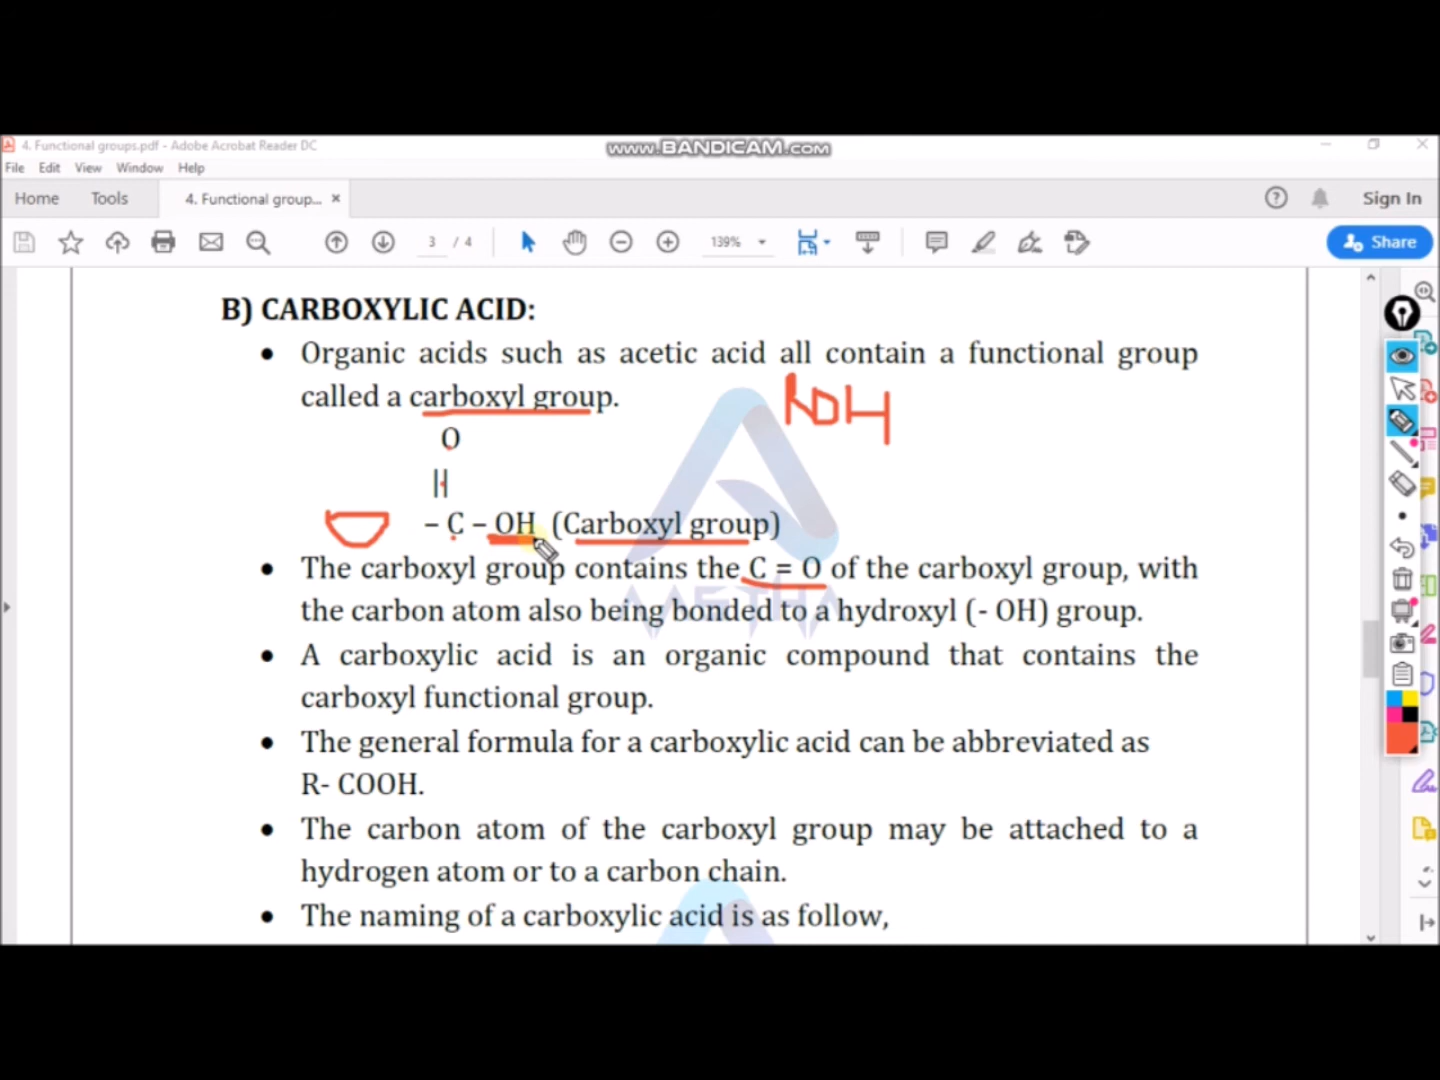 4. Functional groups.pdf - Adobe Acrobat Reader DC
www.BANDICAM.com
File Edit View Window Help
Home Tools 4. Functional group... × Sign In
3 / 4 139% Share
B) CARBOXYLIC ACID:
• Organic acids such as acetic acid all contain a functional group
called a carboxyl group.
ROH
O
||
– C – OH (Carboxyl group)
• The carboxyl group contains the C = O of the carboxyl group, with
the carbon atom also being bonded to a hydroxyl (- OH) group.
• A carboxylic acid is an organic compound that contains the
carboxyl functional group.
• The general formula for a carboxylic acid can be abbreviated as
R- COOH.
• The carbon atom of the carboxyl group may be attached to a
hydrogen atom or to a carbon chain.
• The naming of a carboxylic acid is as follow,